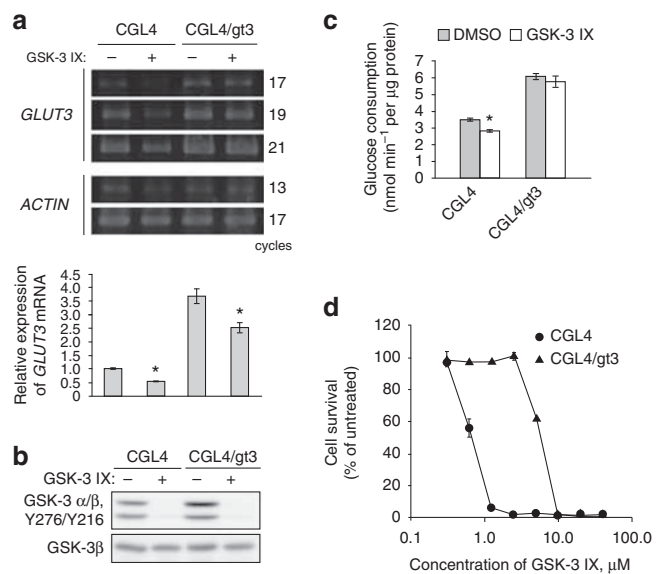 a
CGL4 CGL4/gt3
GSK-3 IX: – + – +
GLUT3
17
19
21
ACTIN
13
17
cycles
Relative expression
of GLUT3 mRNA
4.5
4.0
3.5
3.0
2.5
2.0
1.5
1.0
0.5
0
*
*
b
CGL4 CGL4/gt3
GSK-3 IX: – + – +
GSK-3 α/β,
Y276/Y216
GSK-3β
c
DMSO GSK-3 IX
Glucose consumption
(nmol min⁻¹ per μg protein)
7
6
5
4
3
2
1
0
*
CGL4
CGL4/gt3
d
CGL4
CGL4/gt3
Cell survival
(% of untreated)
120
100
80
60
40
20
0
0.1 1.0 10.0 100.0
Concentration of GSK-3 IX, μM